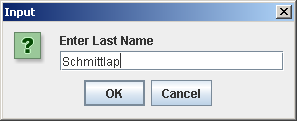 Input
?
Enter Last Name
Schmittlap
OK Cancel